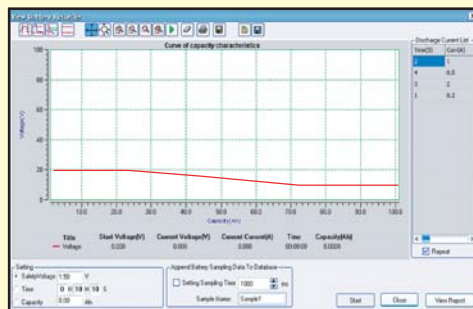 View Battery
Curve of capacity characteristics
Discharge Current List
Time(S) Curr(A)
2 1
4 0.5
3 2
1 0.2
100
80
60
40
20
0
Voltage(V)
10.0 20.0 30.0 40.0 50.0 60.0 70.0 80.0 90.0 100.0
Capacity(Ah)
Title Start Voltage(V) Current Voltage(V) Current Current(A) Time Capacity(Ah)
Voltage 0.000 0.000 0.000 00:00:00 0.0000
Repeat
Setting
SafetyVoltage 1.50 V
Time 0 H 10 M 10 S
Capacity 0.00 Ah
Append Battery Sampling Data To Database
Setting Sampling Time 1000 ms
Sample Name: Sample1
Start Close View Report